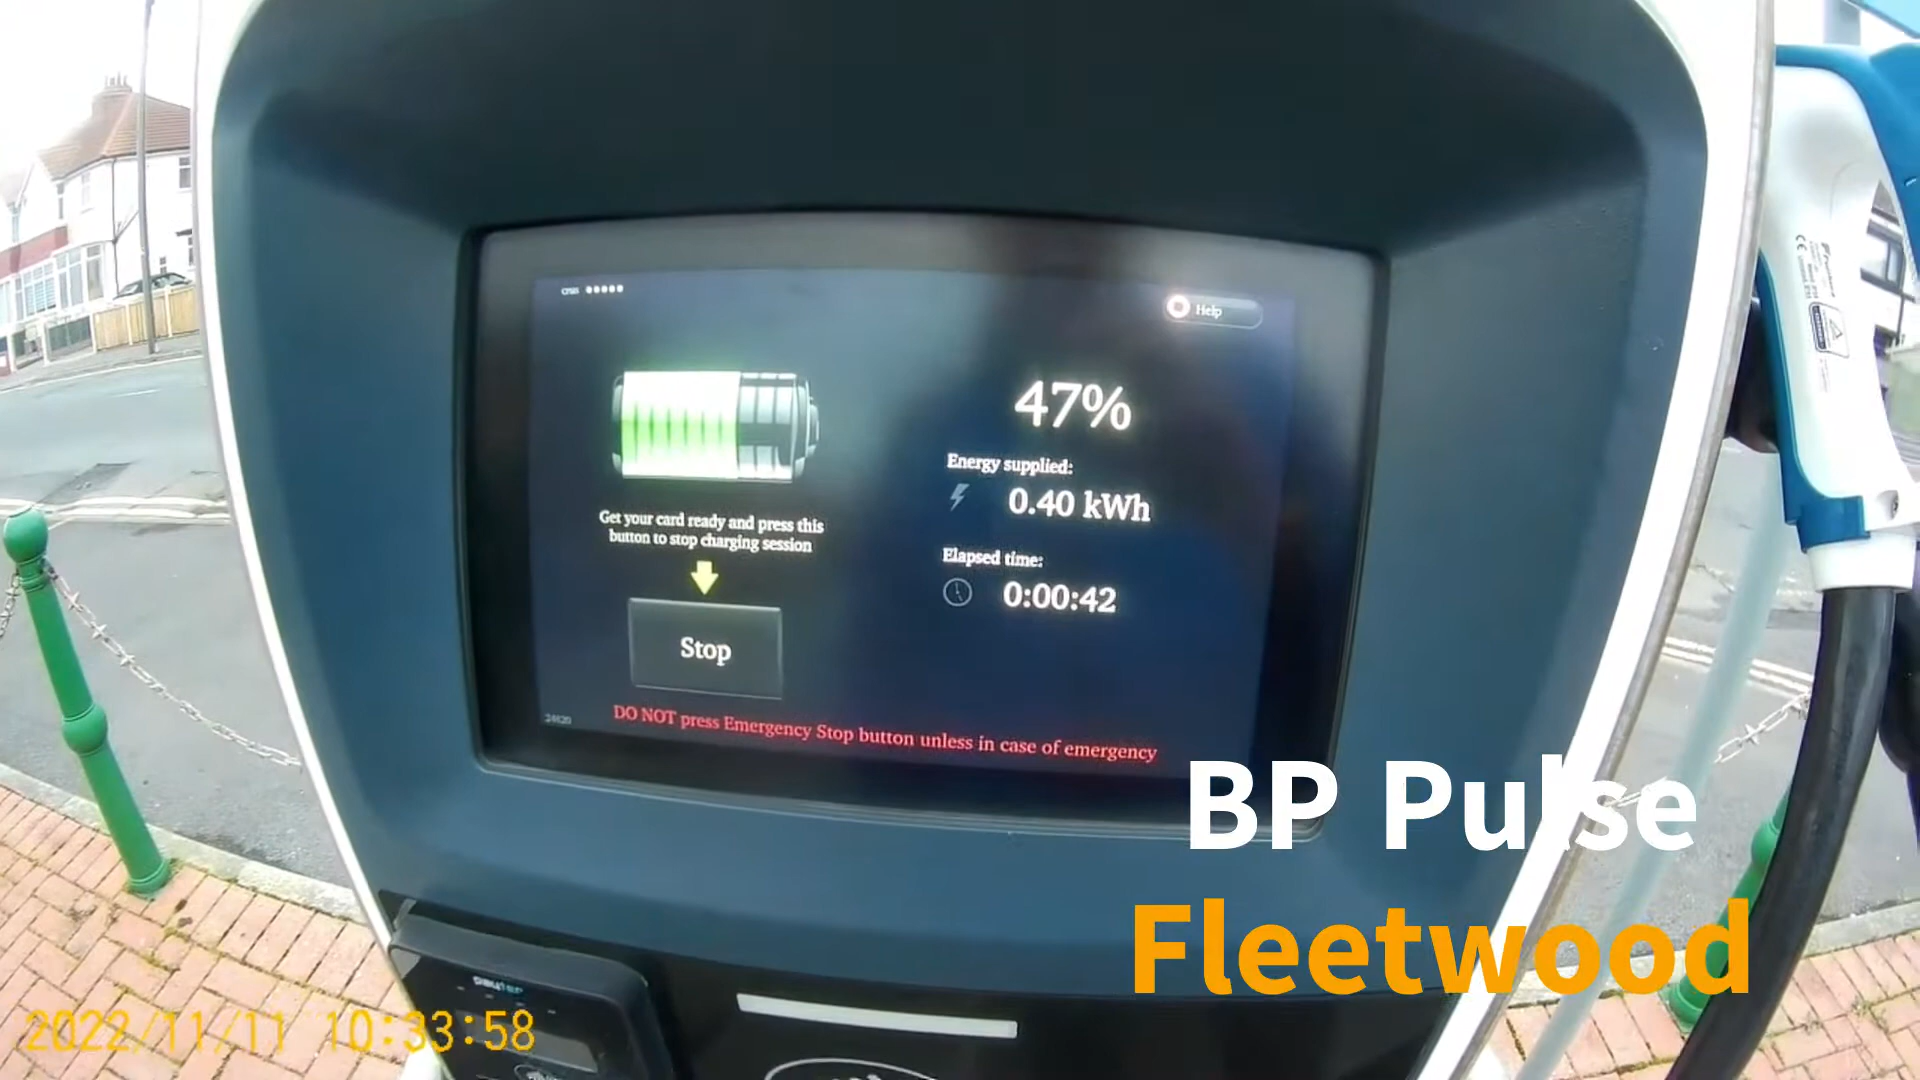 Help
47%
Energy supplied:
0.40 kWh
Get your card ready and press this
button to stop charging session
Elapsed time:
0:00:42
Stop
DO NOT press Emergency Stop button unless in case of emergency
BP Pulse
Fleetwood
2022/11/11 10:33:58